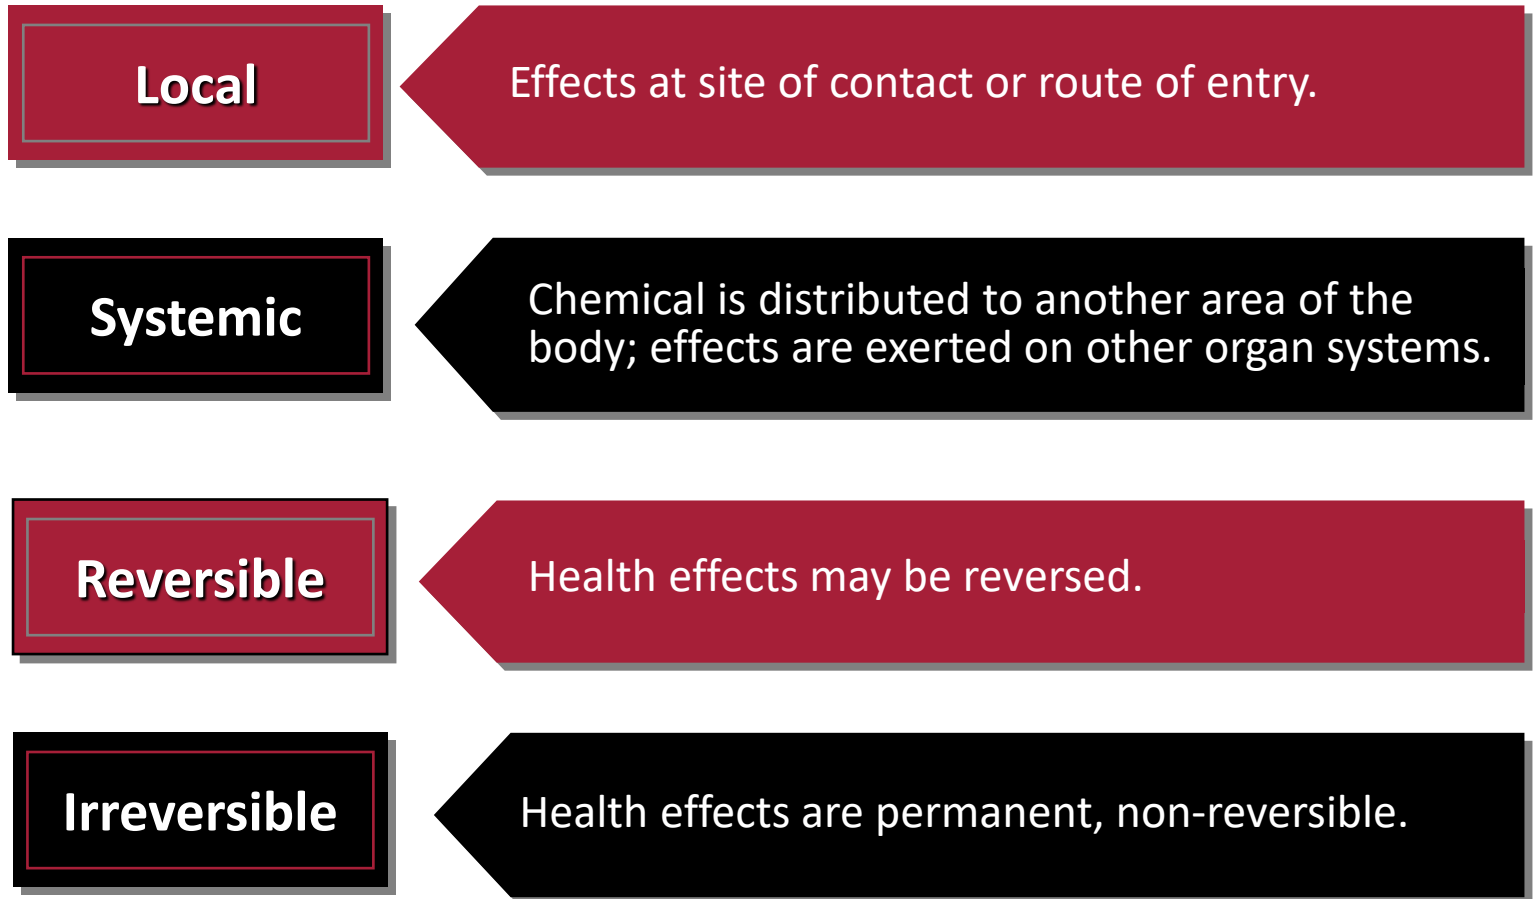 Local
Effects at site of contact or route of entry.
Systemic
Chemical is distributed to another area of the
body; effects are exerted on other organ systems.
Reversible
Health effects may be reversed.
Irreversible
Health effects are permanent, non-reversible.